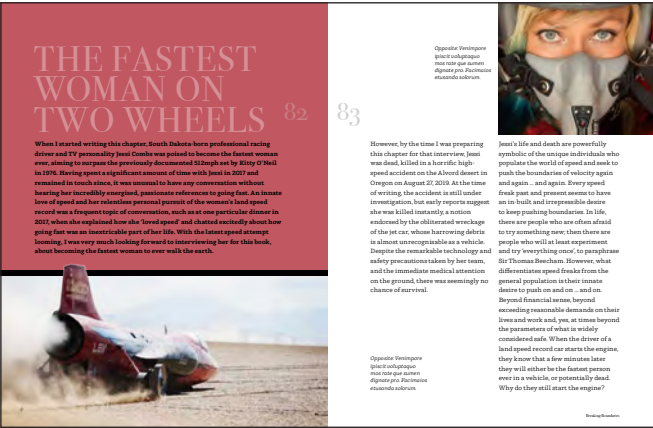 THE FASTEST
WOMAN ON
TWO WHEELS
82
When I started writing this chapter, South Dakota-born professional racing
driver and TV personality Jessi Combs was poised to become the fastest woman
ever, aiming to surpass the previously documented 512mph set by Kitty O'Neil
in 1976. Having spent a significant amount of time with Jessi in 2017 and
remained in touch since, it was unusual to have any conversation without
hearing her incredibly energised, passionate references to going fast. An innate
love of speed and her relentless personal pursuit of the women's land speed
record was a frequent topic of conversation, such as at one particular dinner in
2017, when she explained how she 'loved speed' and chatted excitedly about how
going fast was an inextricable part of her life. With the latest speed attempt
looming, I was very much looking forward to interviewing her for this book,
about becoming the fastest woman to ever walk the earth.
83
Opposite: Venimpore
ipiscit voluptaquo
mos rate que sumen
dignate pro. Facimaios
etusanda solorum.
However, by the time I was preparing
this chapter for that interview, Jessi
was dead, killed in a horrific high-
speed accident on the Alvord desert in
Oregon on August 27, 2019. At the time
of writing, the accident is still under
investigation, but early reports suggest
she was killed instantly, a notion
endorsed by the obliterated wreckage
of the jet car, whose harrowing debris
is almost unrecognisable as a vehicle.
Despite the remarkable technology and
safety precautions taken by her team,
and the immediate medical attention
on the ground, there was seemingly no
chance of survival.
Opposite: Venimpore
ipiscit voluptaquo
mos rate que sumen
dignate pro. Facimaios
etusanda solorum.
Jessi's life and death are powerfully
symbolic of the unique individuals who
populate the world of speed and seek to
push the boundaries of velocity again
and again ... and again. Every speed
freak past and present seems to have
an in-built and irrepressible desire
to keep pushing boundaries. In life,
there are people who are often afraid
to try something new; then there are
people who will at least experiment
and try 'everything once', to paraphrase
Sir Thomas Beecham. However, what
differentiates speed freaks from the
general population is their innate
desire to push on and on ... and on.
Beyond financial sense, beyond
exceeding reasonable demands on their
lives and work and, yes, at times beyond
the parameters of what is widely
considered safe. When the driver of a
land speed record car starts the engine,
they know that a few minutes later
they will either be the fastest person
ever in a vehicle, or potentially dead.
Why do they still start the engine?
Breaking Boundaries